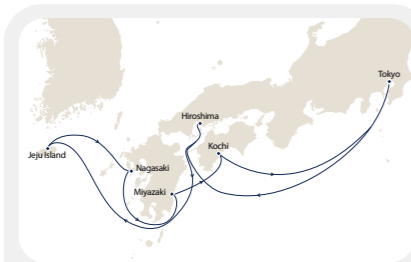 Tokyo
Hiroshima
Kochi
Jeju Island
Nagasaki
Miyazaki